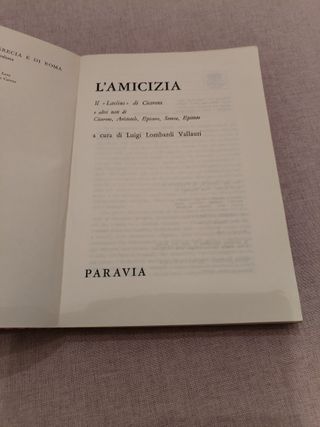 GRECIA E DI ROMA
L'AMICIZIA
Il «Laelius» di Cicerone
e altri testi di
Cicerone, Aristotele, Epicuro, Seneca, Epitteto
a cura di Luigi Lombardi Vallauri
PARAVIA